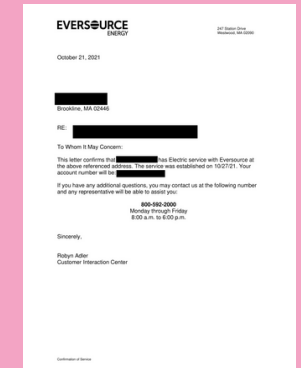 EVERSOURCE
ENERGY
247 Station Drive
Westwood, MA 02090
October 21, 2021
Brookline, MA 02446
RE:
To Whom It May Concern:
This letter confirms that has Electric service with Eversource at
the above referenced address. The service was established on 10/27/21. Your
account number will be
If you have any additional questions, you may contact us at the following number
and any representative will be able to assist you:
800-592-2000
Monday through Friday
8:00 a.m. to 6:00 p.m.
Sincerely,
Robyn Adler
Customer Interaction Center
Confirmation of Service